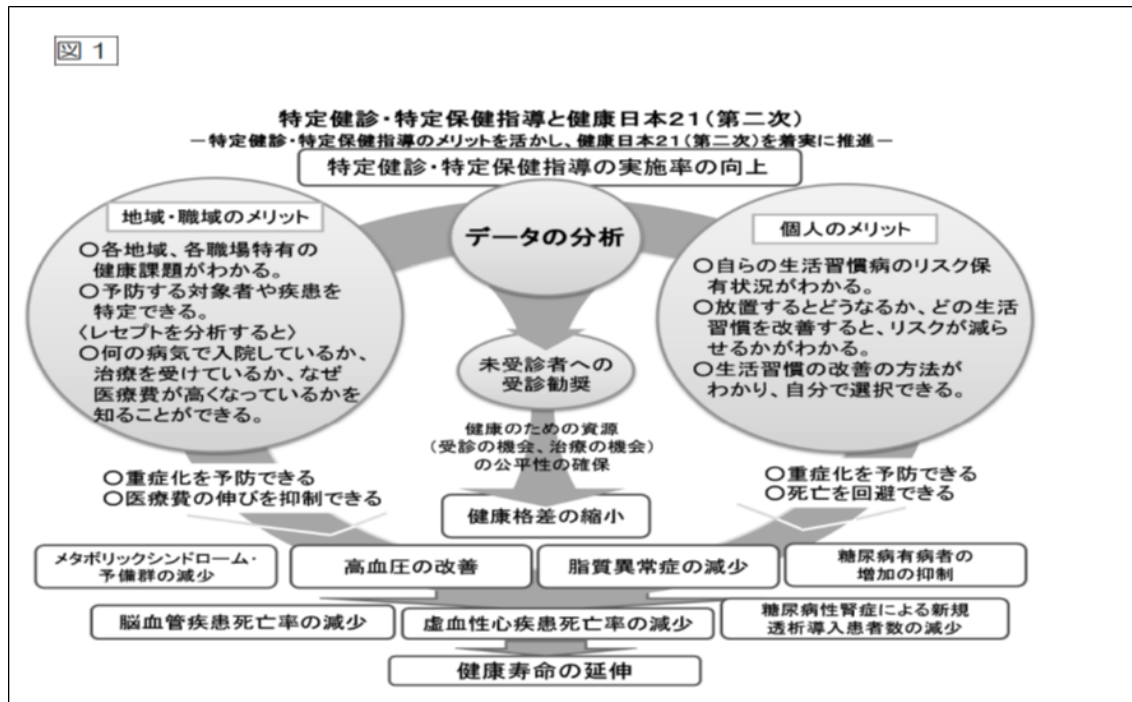 図 1
特定健診・特定保健指導と健康日本21(第二次)
－特定健診・特定保健指導のメリットを活かし、健康日本21(第二次)を着実に推進－
特定健診・特定保健指導の実施率の向上
地域・職域のメリット
○各地域、各職場特有の
健康課題がわかる。
○予防する対象者や疾患を
特定できる。
〈レセプトを分析すると〉
○何の病気で入院しているか、
治療を受けているか、なぜ
医療費が高くなっているかを
知ることができる。
○重症化を予防できる
○医療費の伸びを抑制できる
データの分析
未受診者への
受診勧奨
健康のための資源
(受診の機会、治療の機会)
の公平性の確保
健康格差の縮小
個人のメリット
○自らの生活習慣病のリスク保
有状況がわかる。
○放置するとどうなるか、どの生活
習慣を改善すると、リスクが減ら
せるかがわかる。
○生活習慣の改善の方法が
わかり、自分で選択できる。
○重症化を予防できる
○死亡を回避できる
メタボリックシンドローム・
予備群の減少
高血圧の改善
脂質異常症の減少
糖尿病有病者の
増加の抑制
脳血管疾患死亡率の減少
虚血性心疾患死亡率の減少
糖尿病性腎症による新規
透析導入患者数の減少
健康寿命の延伸